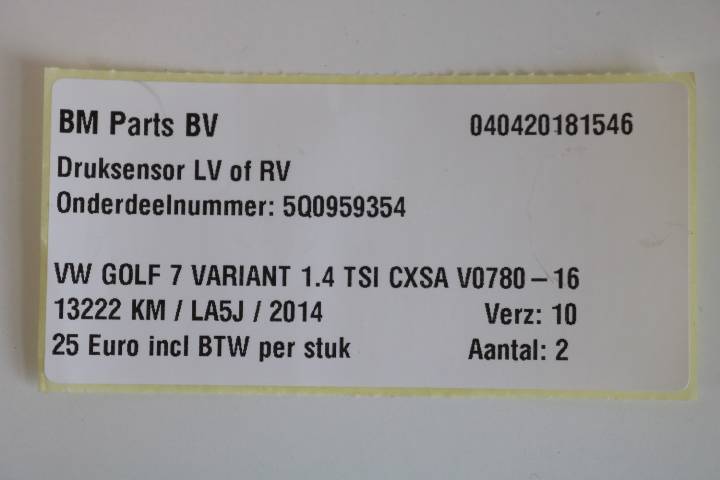 BM Parts BV 040420181546
Druksensor LV of RV
Onderdeelnummer: 5Q0959354
VW GOLF 7 VARIANT 1.4 TSI CXSA V0780-16
13222 KM / LA5J / 2014 Verz: 10
25 Euro incl BTW per stuk Aantal: 2